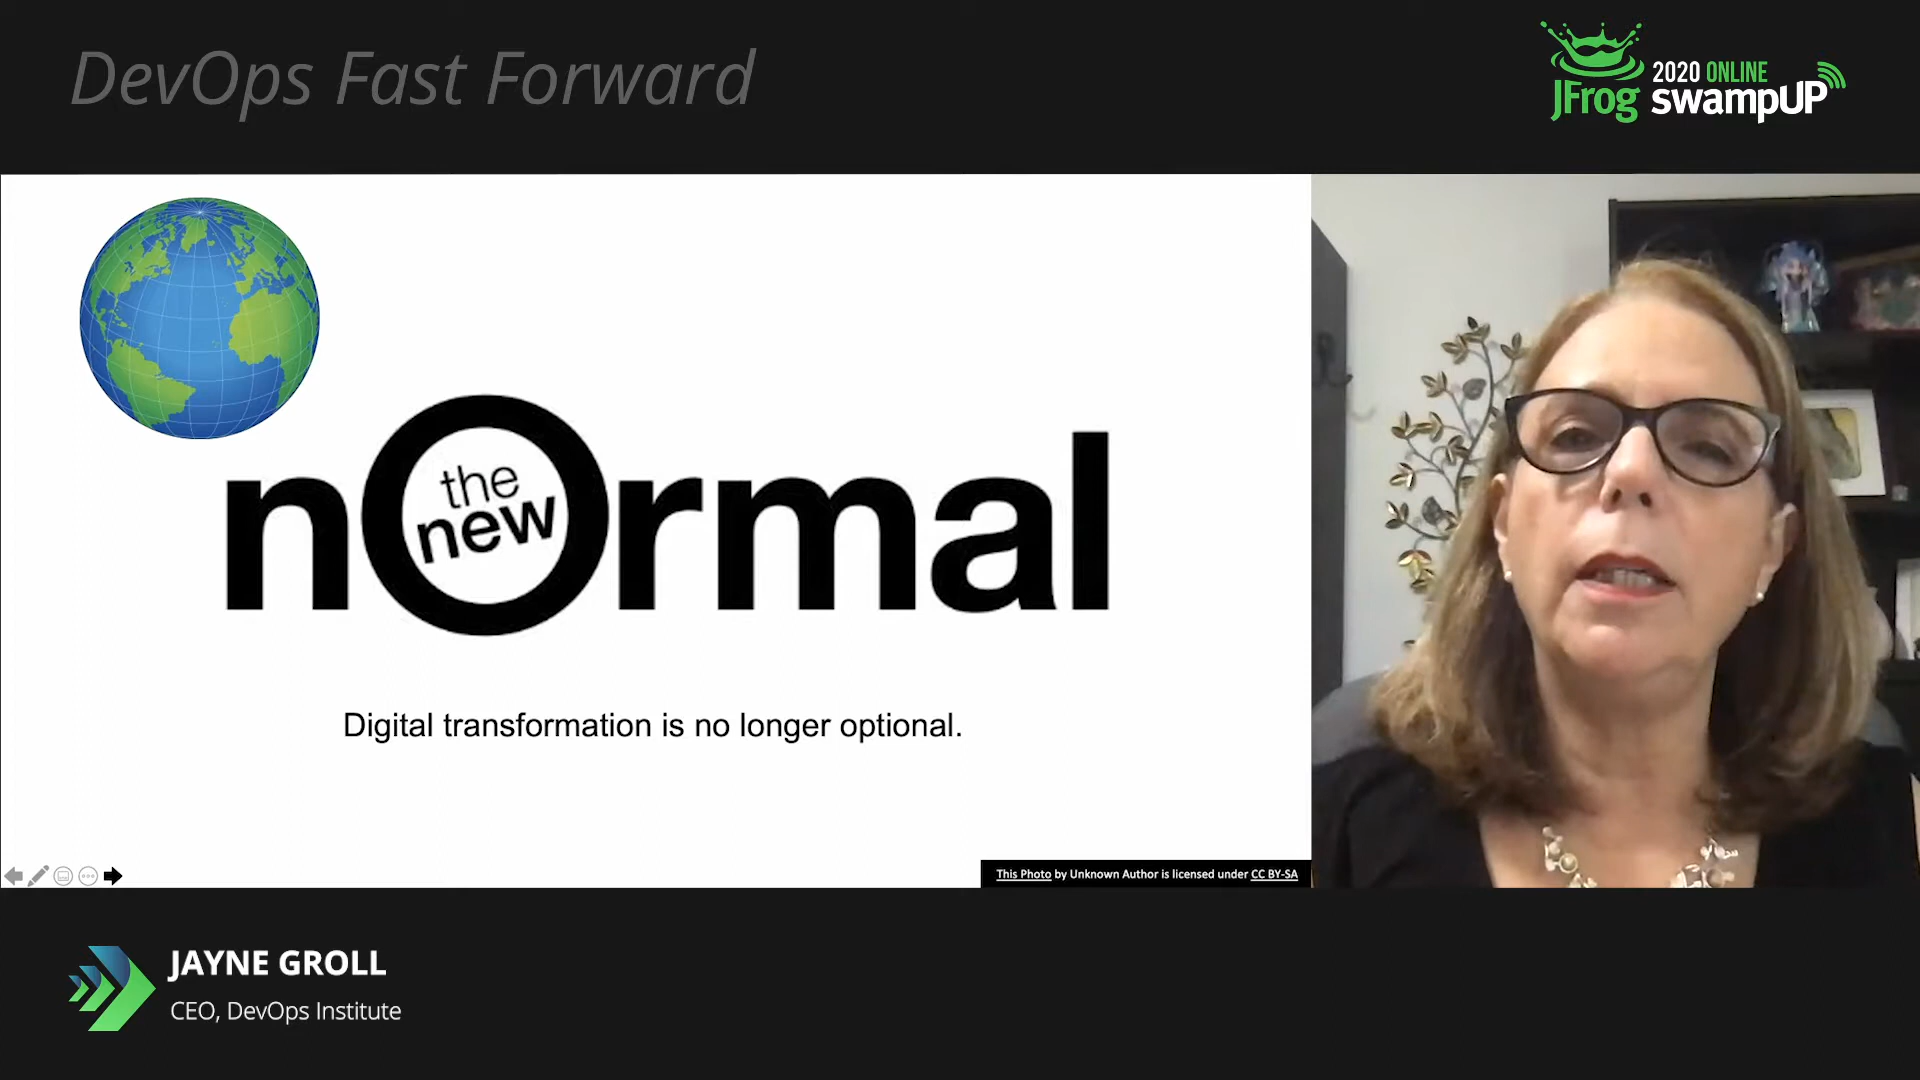 DevOps Fast Forward
JFrog
2020 ONLINE
swampUP
the
new
nOrmal
Digital transformation is no longer optional.
This Photo by Unknown Author is licensed under CC BY-SA
JAYNE GROLL
CEO, DevOps Institute